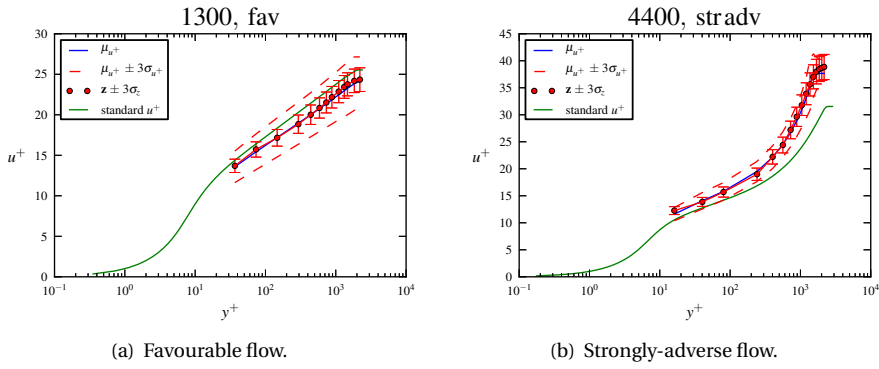 1300, fav
30
25
20
15
10
5
0
u⁺
μᵤ₊
μᵤ₊ ± 3σᵤ₊
z ± 3σ_z
standard u⁺
10⁻¹ 10⁰ 10¹ 10² 10³ 10⁴
y⁺
(a) Favourable flow.
4400, stradv
45
40
35
30
25
20
15
10
5
0
u⁺
μᵤ₊
μᵤ₊ ± 3σᵤ₊
z ± 3σ_z
standard u⁺
10⁻¹ 10⁰ 10¹ 10² 10³ 10⁴
y⁺
(b) Strongly-adverse flow.